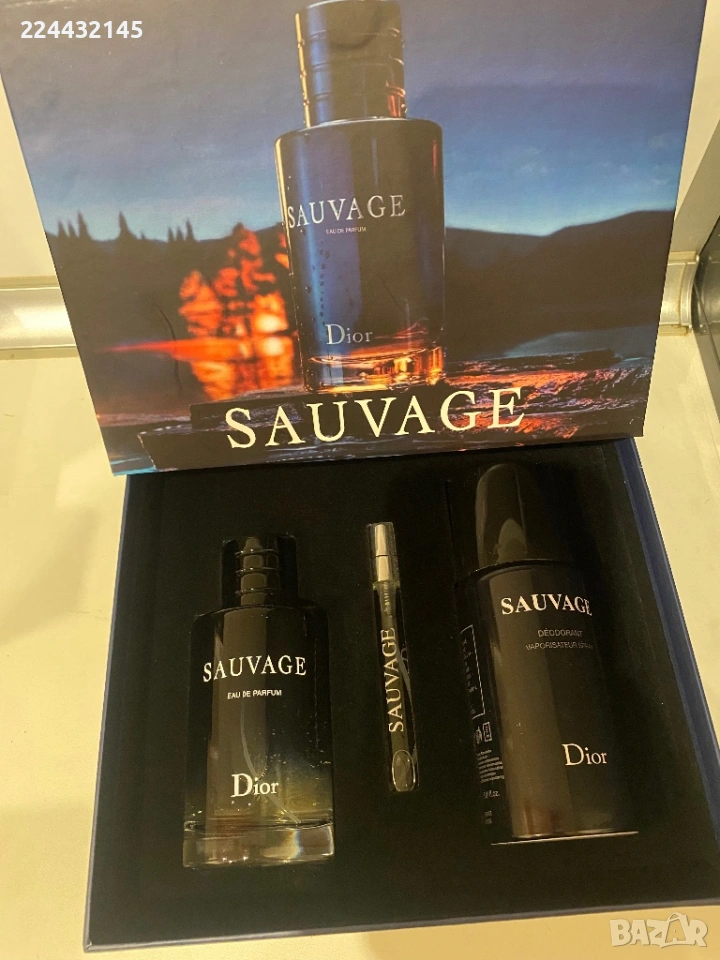 224432145
SAUVAGE
EAU DE PARFUM
Dior
SAUVAGE
SAUVAGE
EAU DE PARFUM
Dior
SAUVAGE
SAUVAGE
DÉODORANT
VAPORISATEUR SPRAY
Dior
BAZAR